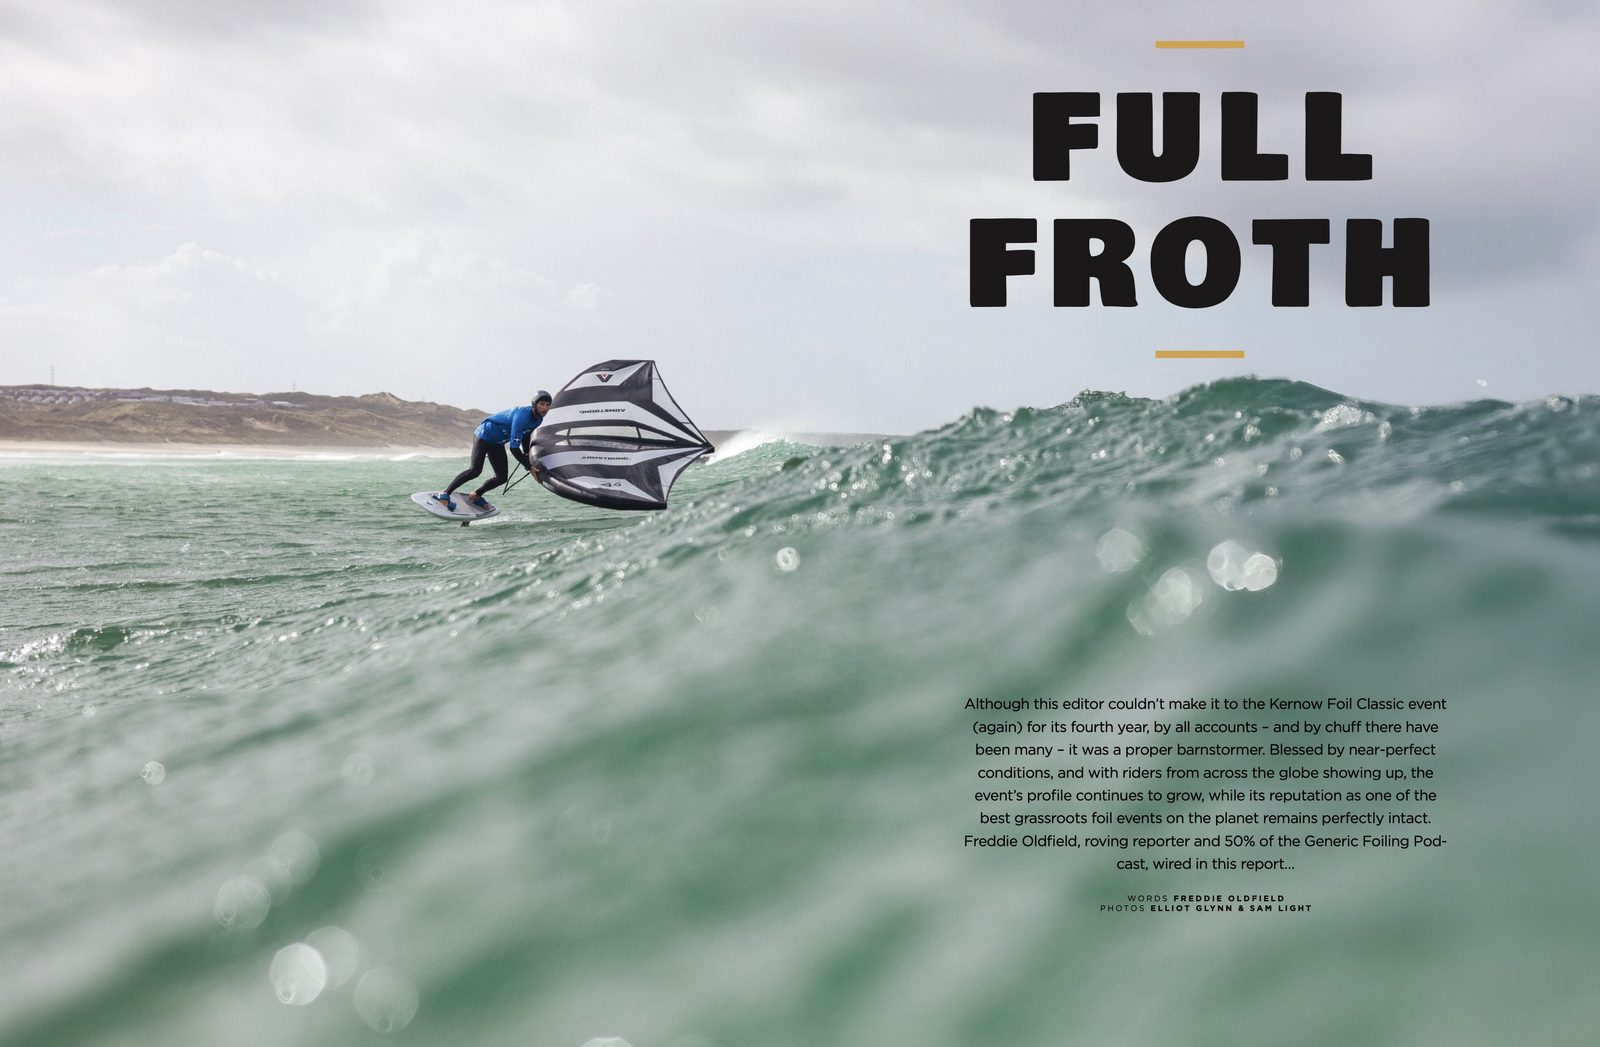 FULL
FROTH
ARMSTRONG
ARMSTRONG
Although this editor couldn't make it to the Kernow Foil Classic event
(again) for its fourth year, by all accounts – and by chuff there have
been many – it was a proper barnstormer. Blessed by near-perfect
conditions, and with riders from across the globe showing up, the
event's profile continues to grow, while its reputation as one of the
best grassroots foil events on the planet remains perfectly intact.
Freddie Oldfield, roving reporter and 50% of the Generic Foiling Pod-
cast, wired in this report...
WORDS FREDDIE OLDFIELD
PHOTOS ELLIOT GLYNN & SAM LIGHT